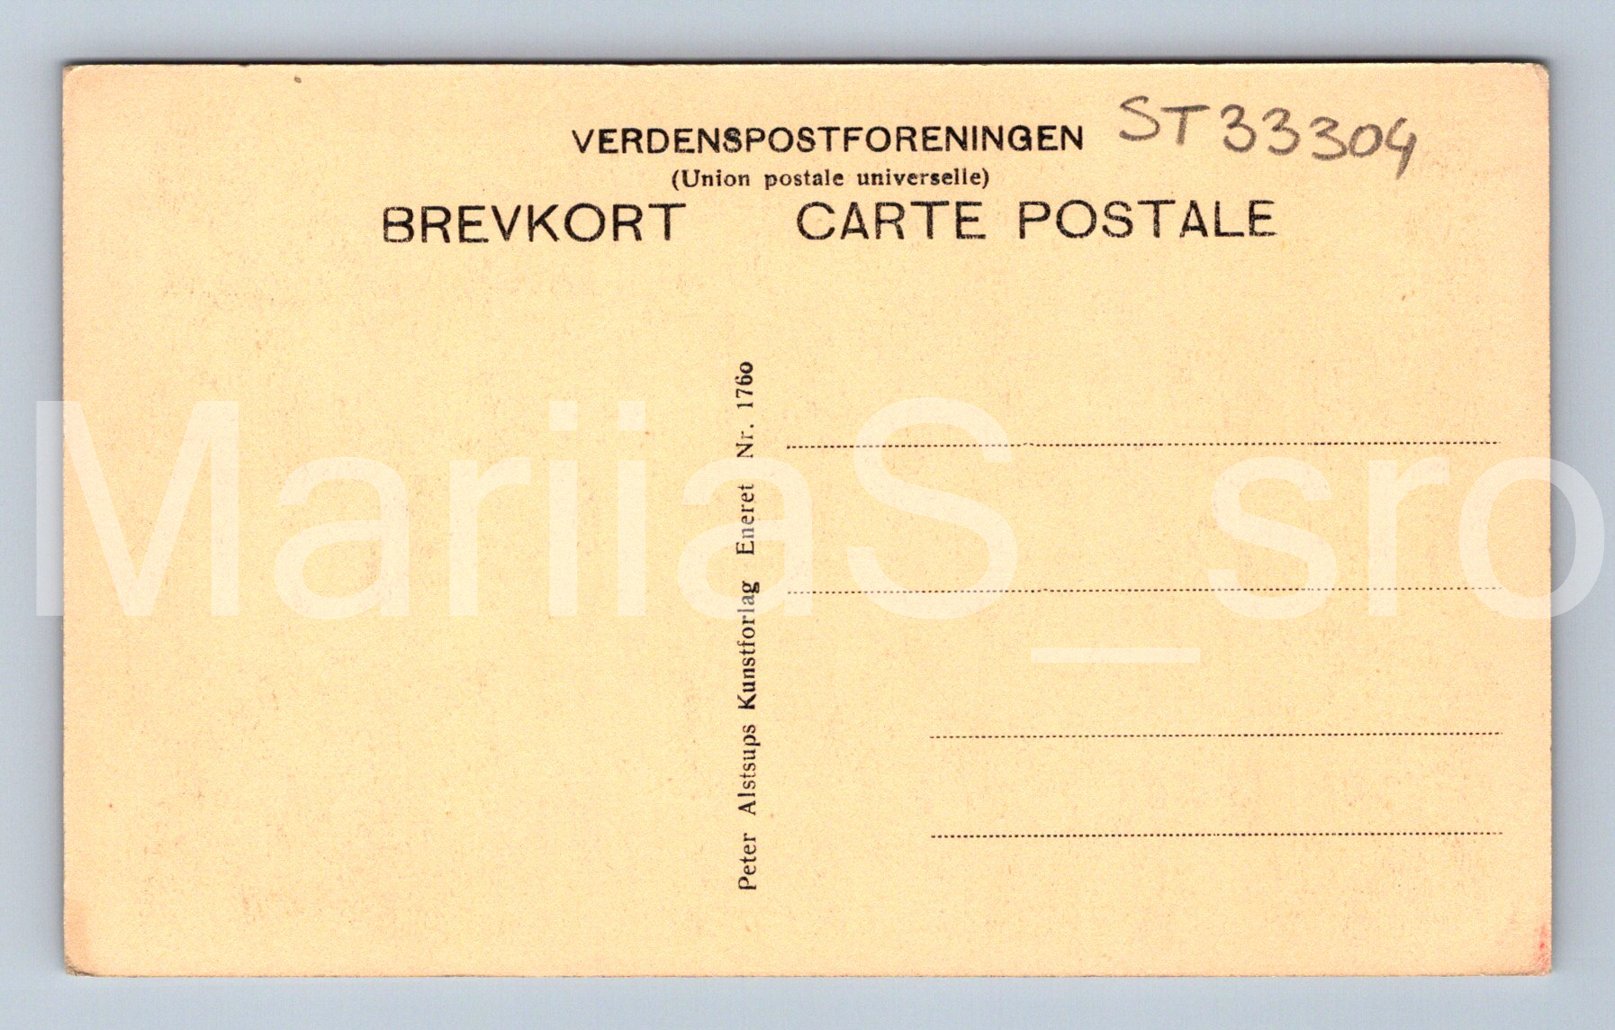 VERDENSPOSTFORENINGEN
ST33304
(Union postale universelle)
BREVKORT CARTE POSTALE
Peter Alstsups Kunstforlag Eneret Nr. 1760
MariiaS_sro